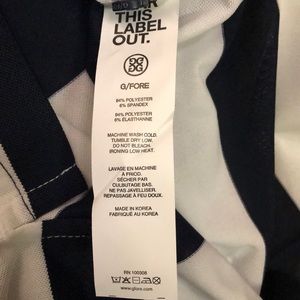 THIS
LABEL
OUT.
G/FORE
94% POLYESTER
6% SPANDEX
94% POLYESTER
6% ÉLASTHANNE
MACHINE WASH COLD.
TUMBLE DRY LOW.
DO NOT BLEACH.
IRONING LOW HEAT.
LAVAGE EN MACHINE
À FROID.
SÉCHER PAR
CULBUTAGE BAS.
NE PAS JAVELLISER.
REPASSAGE À FEU DOUX.
MADE IN KOREA
FABRIQUÉ AU KOREA
RN 100308
www.gfore.com